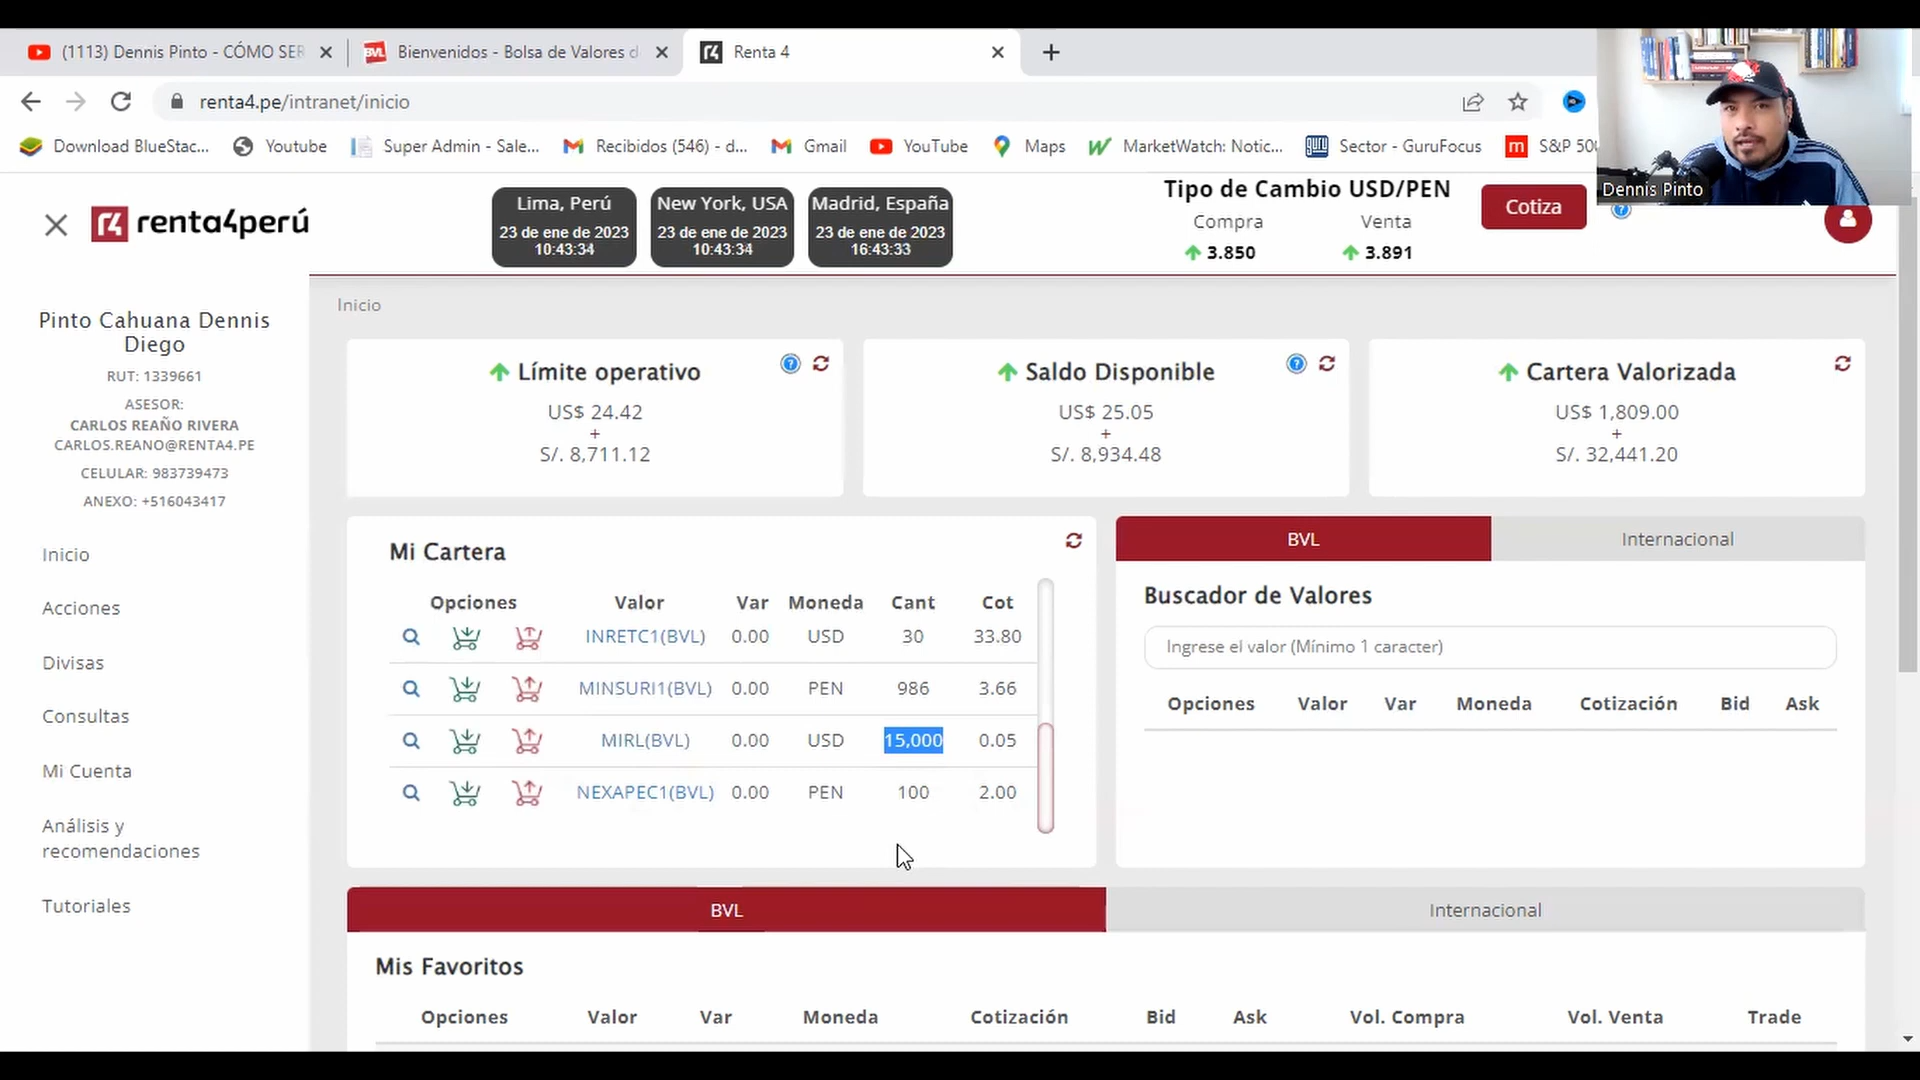 (1113) Dennis Pinto - CÓMO SER
Bienvenidos - Bolsa de Valores d
Renta 4
renta4.pe/intranet/inicio
Download BlueStac...
Youtube
Super Admin - Sale...
Recibidos (546) - d...
Gmail
YouTube
Maps
MarketWatch: Notic...
Sector - GuruFocus
S&P 500
Dennis Pinto
renta4perú
Lima, Perú
23 de ene de 2023
10:43:34
New York, USA
23 de ene de 2023
10:43:34
Madrid, España
23 de ene de 2023
16:43:33
Tipo de Cambio USD/PEN
Compra Venta
3.850 3.891
Cotiza
Pinto Cahuana Dennis
Diego
RUT: 1339661
ASESOR:
CARLOS REAÑO RIVERA
CARLOS.REANO@RENTA4.PE
CELULAR: 983739473
ANEXO: +516043417
Inicio
Acciones
Divisas
Consultas
Mi Cuenta
Análisis y
recomendaciones
Tutoriales
Inicio
Límite operativo
US$ 24.42
+
S/. 8,711.12
Saldo Disponible
US$ 25.05
+
S/. 8,934.48
Cartera Valorizada
US$ 1,809.00
+
S/. 32,441.20
Mi Cartera
Opciones Valor Var Moneda Cant Cot
INRETC1(BVL) 0.00 USD 30 33.80
MINSURI1(BVL) 0.00 PEN 986 3.66
MIRL(BVL) 0.00 USD 15,000 0.05
NEXAPEC1(BVL) 0.00 PEN 100 2.00
BVL Internacional
Buscador de Valores
Ingrese el valor (Mínimo 1 caracter)
Opciones Valor Var Moneda Cotización Bid Ask
BVL Internacional
Mis Favoritos
Opciones Valor Var Moneda Cotización Bid Ask Vol. Compra Vol. Venta Trade